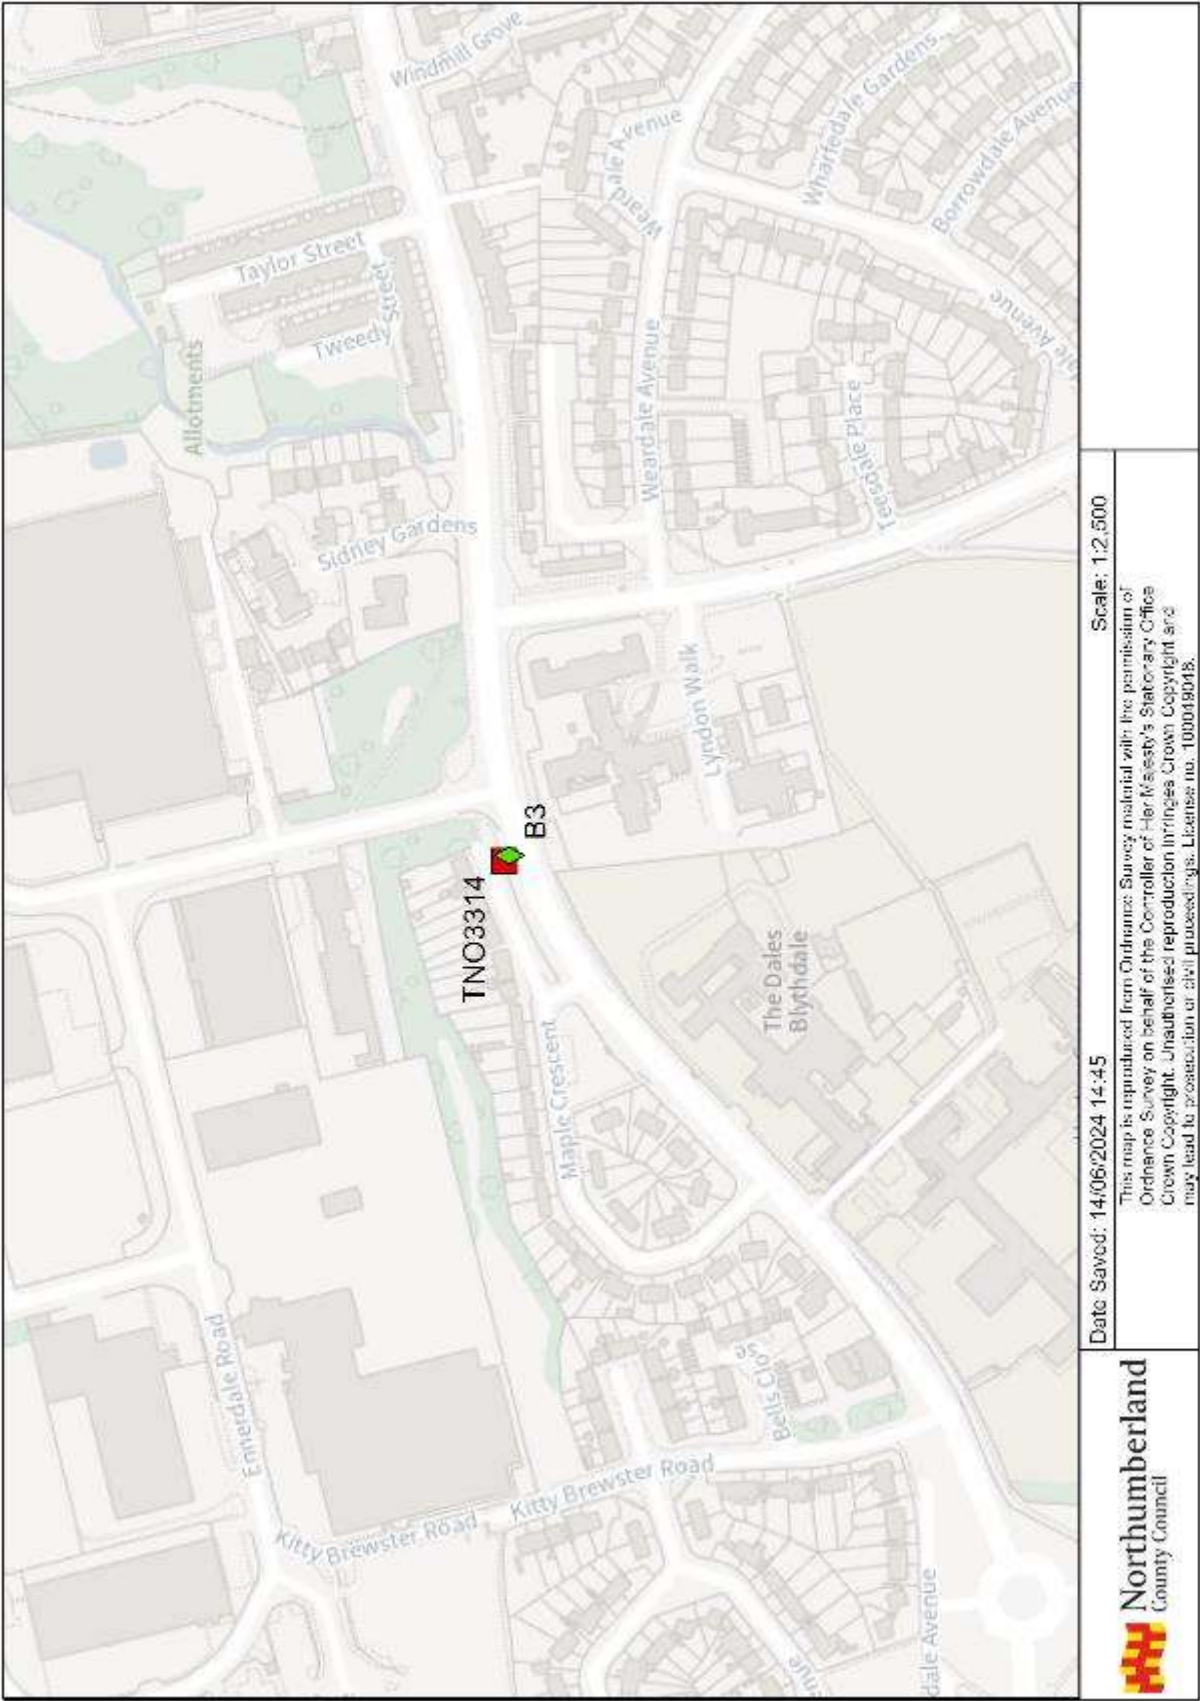 Windmill Grove
Weardale Avenue
Wharfedale Gardens
Borrowdale Avenue
Taylor Street
Tweedy Street
Allotments
Weardale Avenue
Avenue
Teesdale Place
Sidney Gardens
Lyndon Walk
B3
TNO3314
The Dales
Blythdale
Maple Crescent
Bells Close
Ennerdale Road
Kitty Brewster Road
Kitty Brewster Road
dale Avenue
Northumberland
County Council
Date Saved: 14/06/2024 14:45
Scale: 1:2,500
This map is reproduced from Ordnance Survey material with the permission of
Ordnance Survey on behalf of the Controller of Her Majesty's Stationary Office
Crown Copyright. Unauthorised reproduction infringes Crown Copyright and
may lead to prosecution or civil proceedings. License no. 100049048.